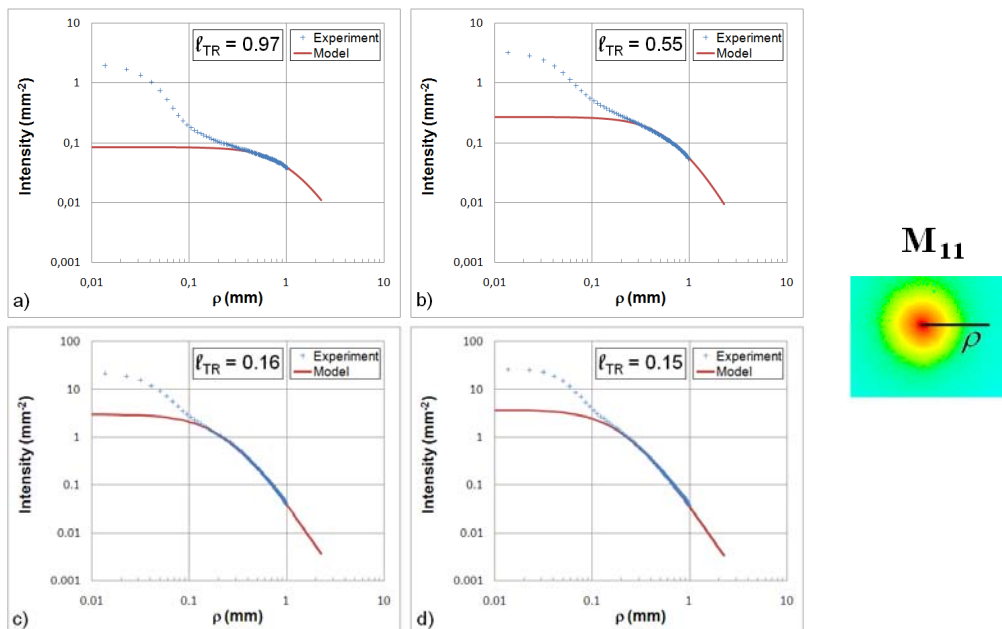 100
10
1
0,1
0,01
0,001
0,01
0,1
1
10
Intensity (mm-2)
ρ (mm)
ℓTR = 0.97
Experiment
Model
a)
100
10
1
0,1
0,01
0,001
0,01
0,1
1
10
Intensity (mm-2)
ρ (mm)
ℓTR = 0.55
Experiment
Model
b)
M11
ρ
100
10
1
0.1
0.01
0.001
0.01
0.1
1
10
Intensity (mm-2)
ρ (mm)
ℓTR = 0.16
Experiment
Model
c)
100
10
1
0.1
0.01
0.001
0.01
0.1
1
10
Intensity (mm-2)
ρ (mm)
ℓTR = 0.15
Experiment
Model
d)